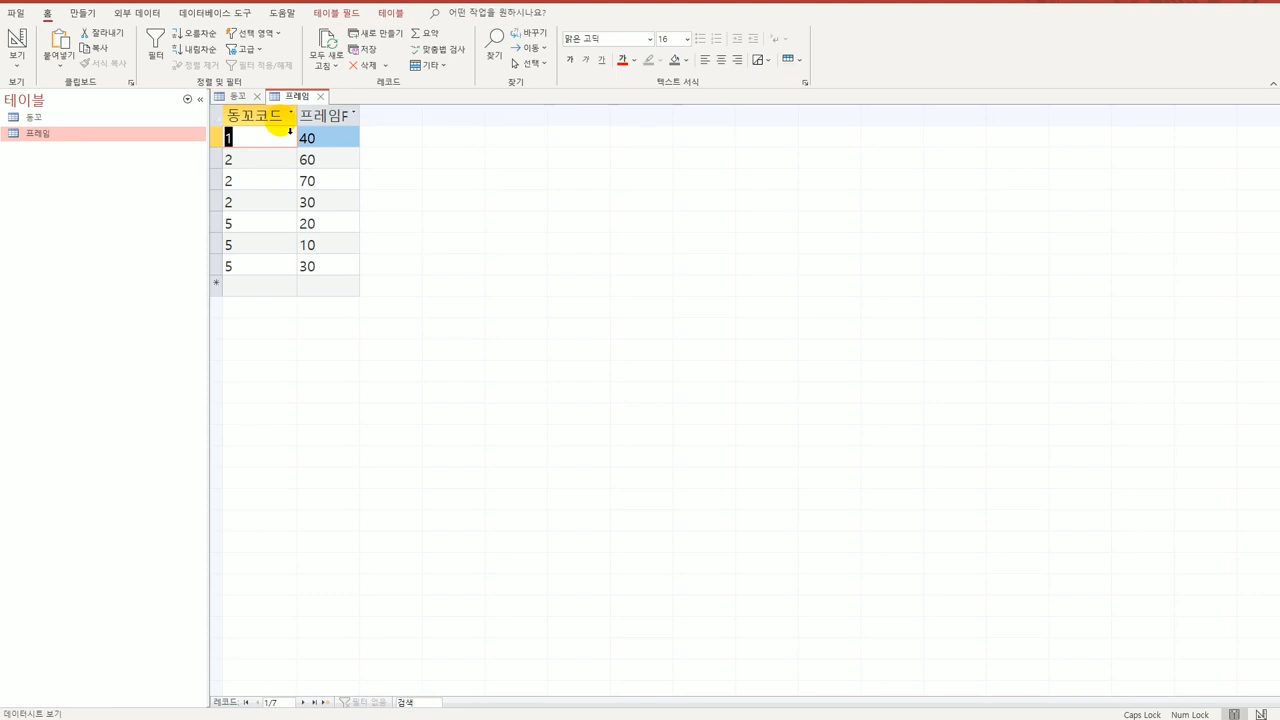 파일 홈 만들기 외부 데이터 데이터베이스 도구 도움말 테이블 필드 테이블 어떤 작업을 원하시나요?
보기
붙여넣기
잘라내기
복사
서식 복사
필터
오름차순
내림차순
정렬 제거
선택 영역
고급
필터 적용/해제
모두 새로 고침
새로 만들기
저장
삭제
요약
맞춤법 검사
기타
찾기
바꾸기
이동
선택
맑은 고딕 16
가 가 가 가
보기 클립보드 정렬 및 필터 레코드 찾기 텍스트 서식
테이블
동꼬
프레임
동꼬 프레임
동꼬코드 프레임F
1 40
2 60
2 70
2 30
5 20
5 10
5 30
*
레코드: 1/7 필터 없음 검색
데이터시트 보기 Caps Lock Num Lock